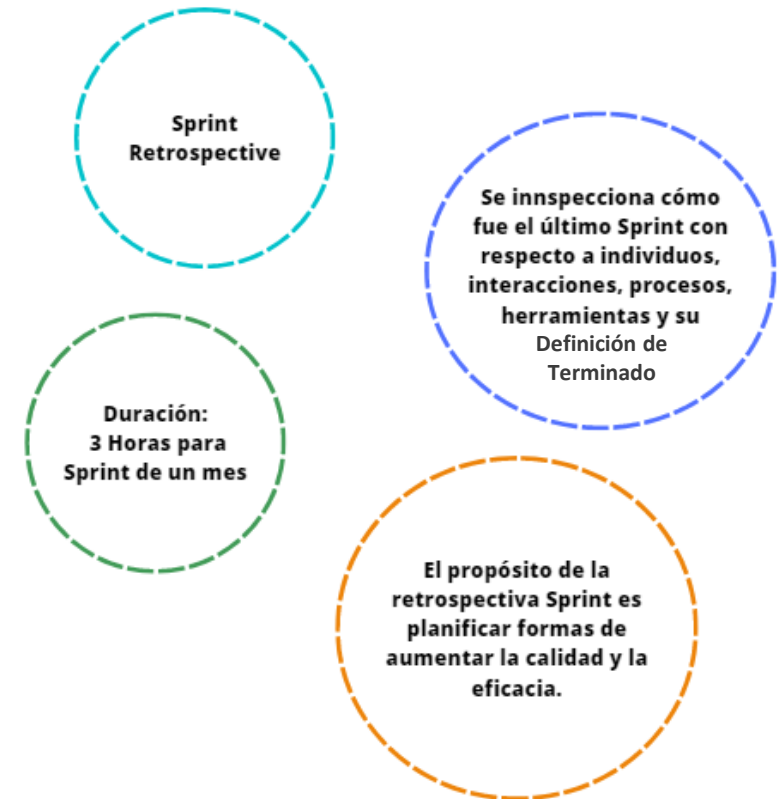 Sprint
Retrospective
Se innspecciona cómo
fue el último Sprint con
respecto a individuos,
interacciones, procesos,
herramientas y su
Definición de
Terminado
Duración:
3 Horas para
Sprint de un mes
El propósito de la
retrospectiva Sprint es
planificar formas de
aumentar la calidad y la
eficacia.